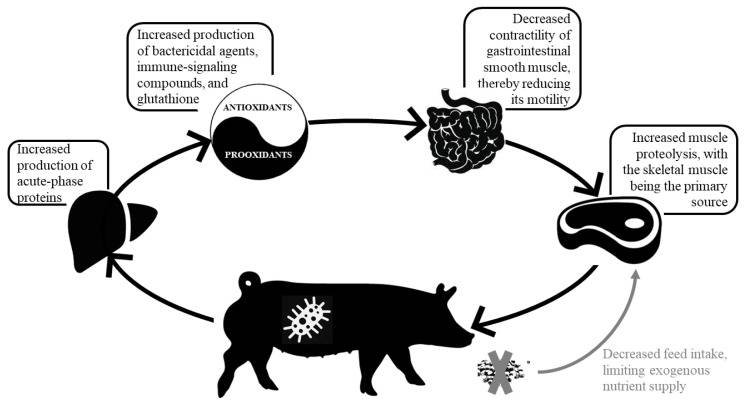 Increased production
of bactericidal agents,
immune-signaling
compounds, and
glutathione
ANTIOXIDANTS
PROOXIDANTS
Decreased
contractility of
gastrointestinal
smooth muscle,
thereby reducing
its motility
Increased muscle
proteolysis, with
the skeletal muscle
being the primary
source
Increased
production of
acute-phase
proteins
Decreased feed intake,
limiting exogenous
nutrient supply